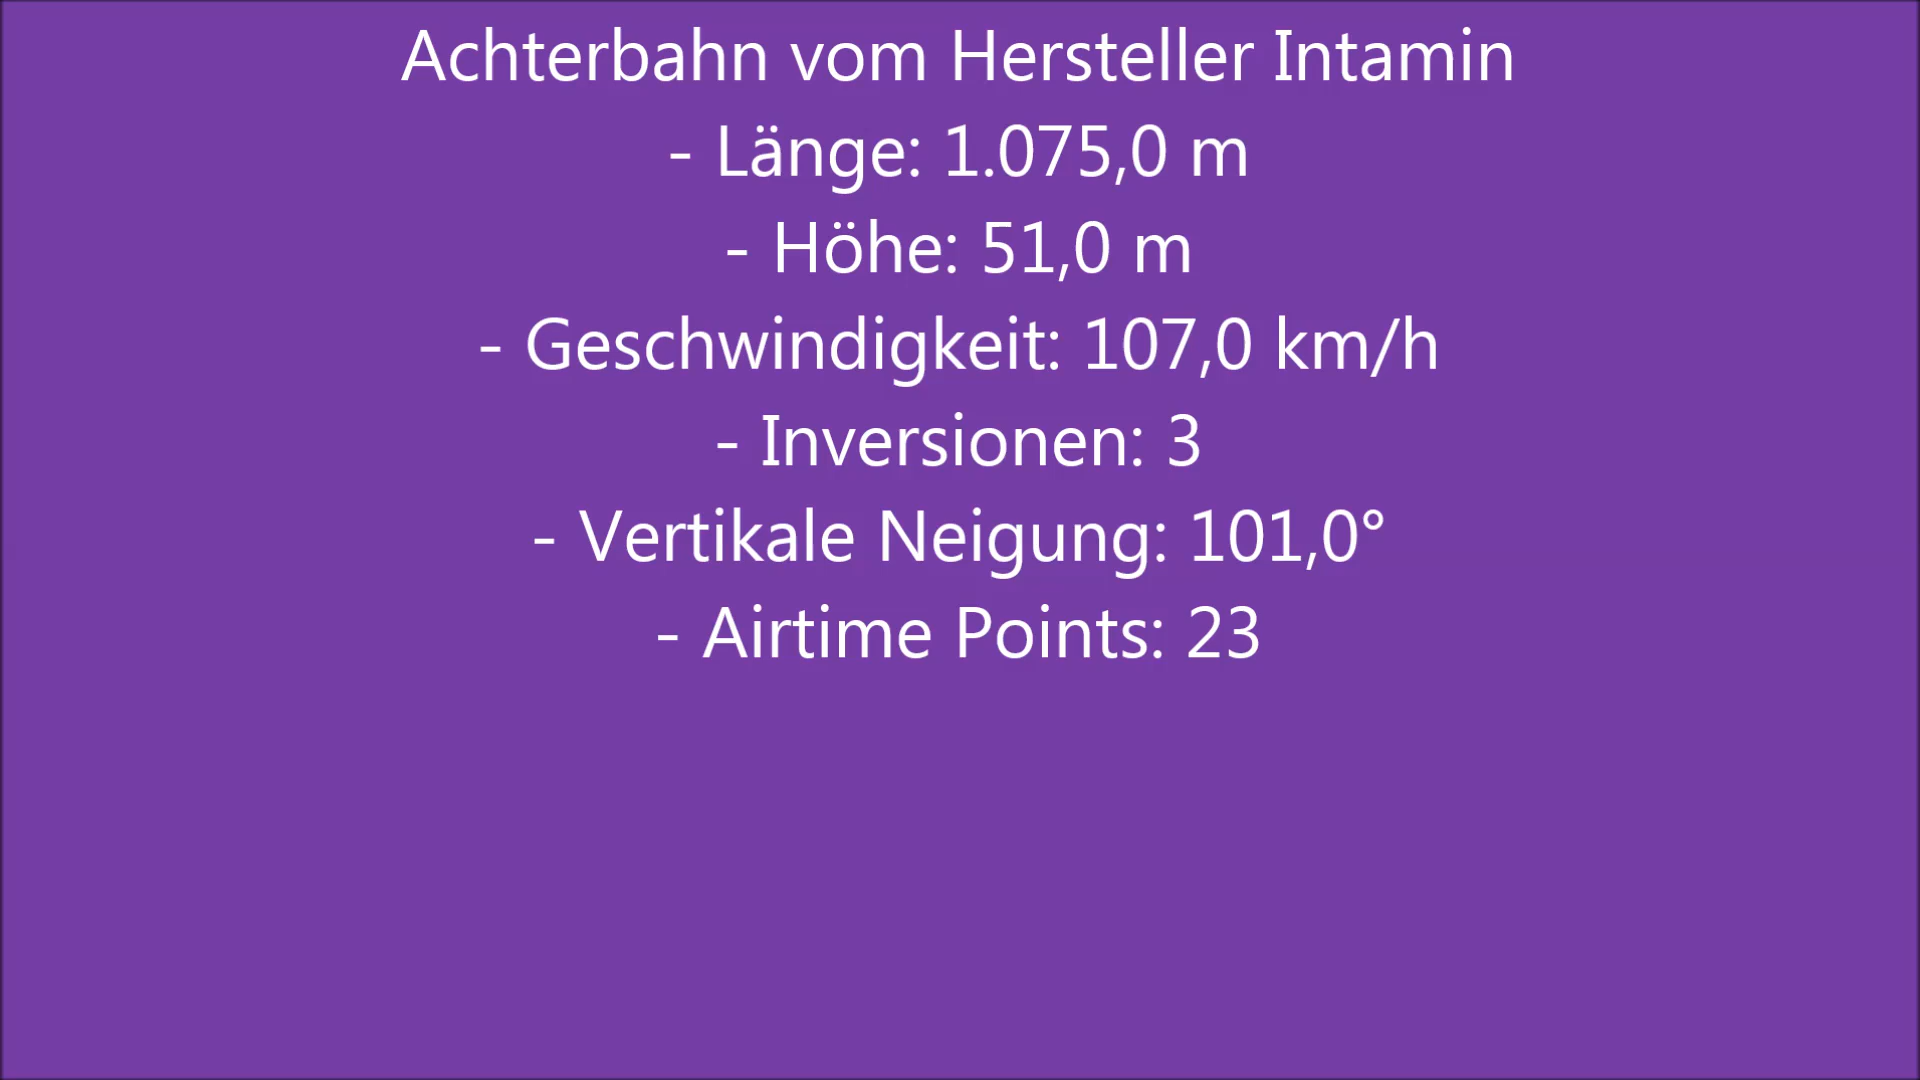 Achterbahn vom Hersteller Intamin
- Länge: 1.075,0 m
- Höhe: 51,0 m
- Geschwindigkeit: 107,0 km/h
- Inversionen: 3
- Vertikale Neigung: 101,0°
- Airtime Points: 23